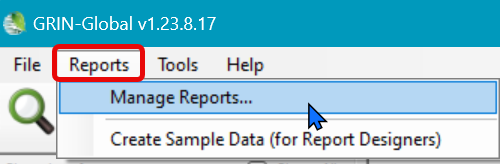 GRIN-Global v1.23.8.17
File Reports Tools Help
Manage Reports...
Create Sample Data (for Report Designers)